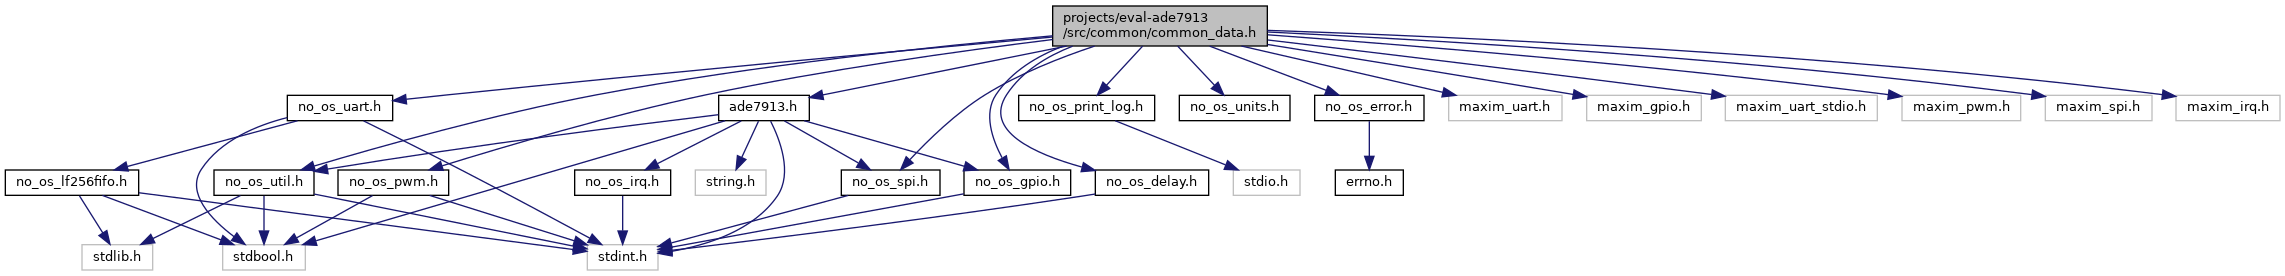 projects/eval-ade7913
/src/common/common_data.h
no_os_uart.h
ade7913.h
no_os_print_log.h
no_os_units.h
no_os_error.h
maxim_uart.h
maxim_gpio.h
maxim_uart_stdio.h
maxim_pwm.h
maxim_spi.h
maxim_irq.h
no_os_lf256fifo.h
no_os_util.h
no_os_pwm.h
no_os_irq.h
string.h
no_os_spi.h
no_os_gpio.h
no_os_delay.h
stdio.h
errno.h
stdlib.h
stdbool.h
stdint.h